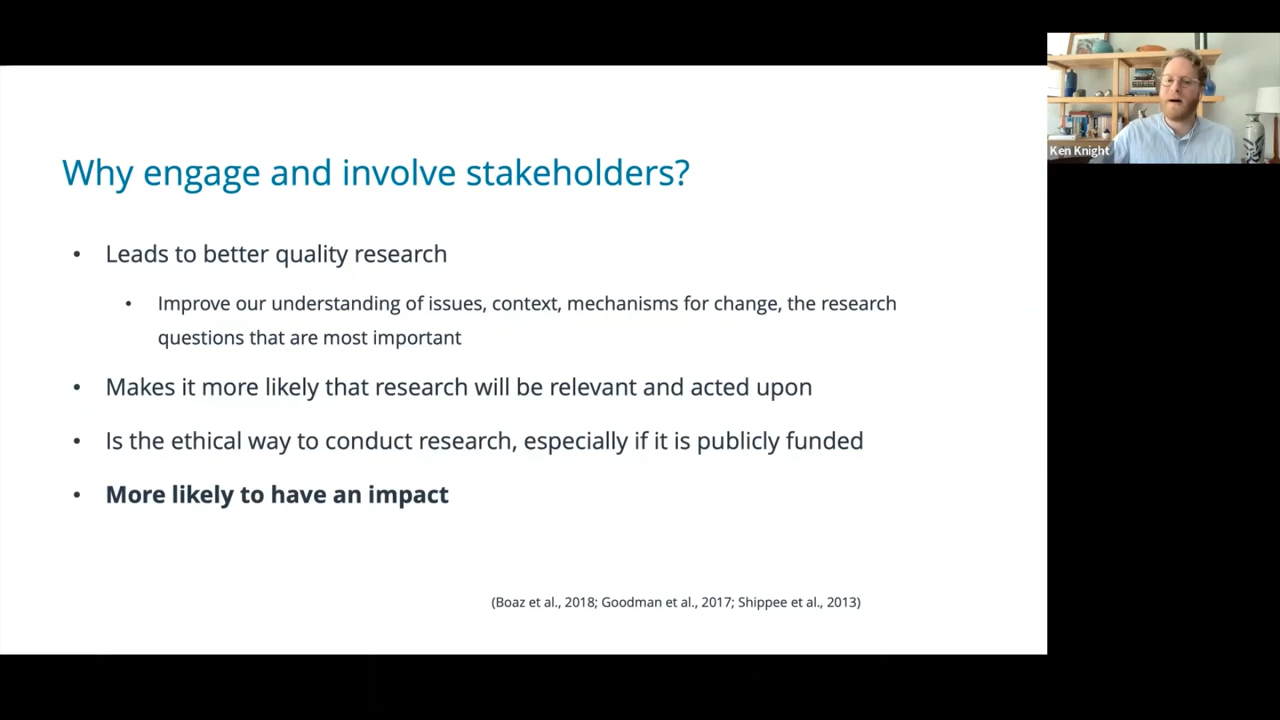 Why engage and involve stakeholders?
• Leads to better quality research
• Improve our understanding of issues, context, mechanisms for change, the research
questions that are most important
• Makes it more likely that research will be relevant and acted upon
• Is the ethical way to conduct research, especially if it is publicly funded
• More likely to have an impact
(Boaz et al., 2018; Goodman et al., 2017; Shippee et al., 2013)
Ken Knight